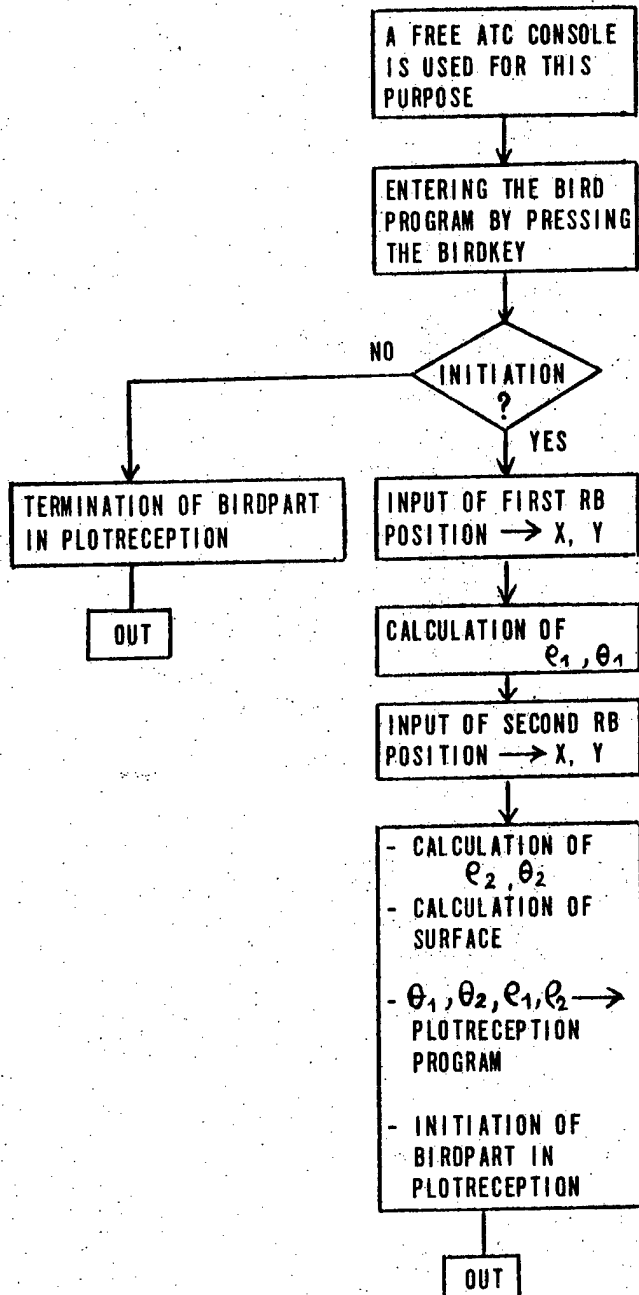 A FREE ATC CONSOLE
IS USED FOR THIS
PURPOSE
ENTERING THE BIRD
PROGRAM BY PRESSING
THE BIRDKEY
INITIATION
?
NO
YES
TERMINATION OF BIRDPART
IN PLOTRECEPTION
OUT
INPUT OF FIRST RB
POSITION → X, Y
CALCULATION OF
ρ₁, θ₁
INPUT OF SECOND RB
POSITION → X, Y
- CALCULATION OF
ρ₂, θ₂
- CALCULATION OF
SURFACE
- θ₁, θ₂, ρ₁, ρ₂ →
PLOTRECEPTION
PROGRAM
- INITIATION OF
BIRDPART IN
PLOTRECEPTION
OUT